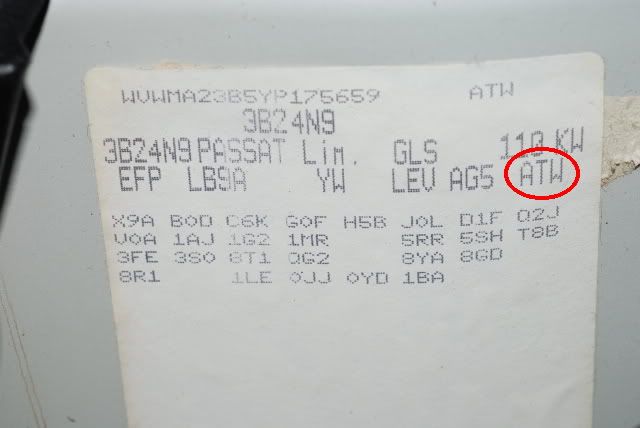 WVWMA23B5YP175659 ATW
3B24N9
3B24N9 PASSAT Lim. GLS 110 KW
EFP LB9A YW LEV AG5 ATW
X9A B0D C6K G0F H5B J0L D1F Q2J
V0A 1AJ 1G2 1MR 5RR 5SH T8B
3FE 3S0 8T1 QG2 8YA 8GD
8R1 1LE 0JJ 0YD 1BA